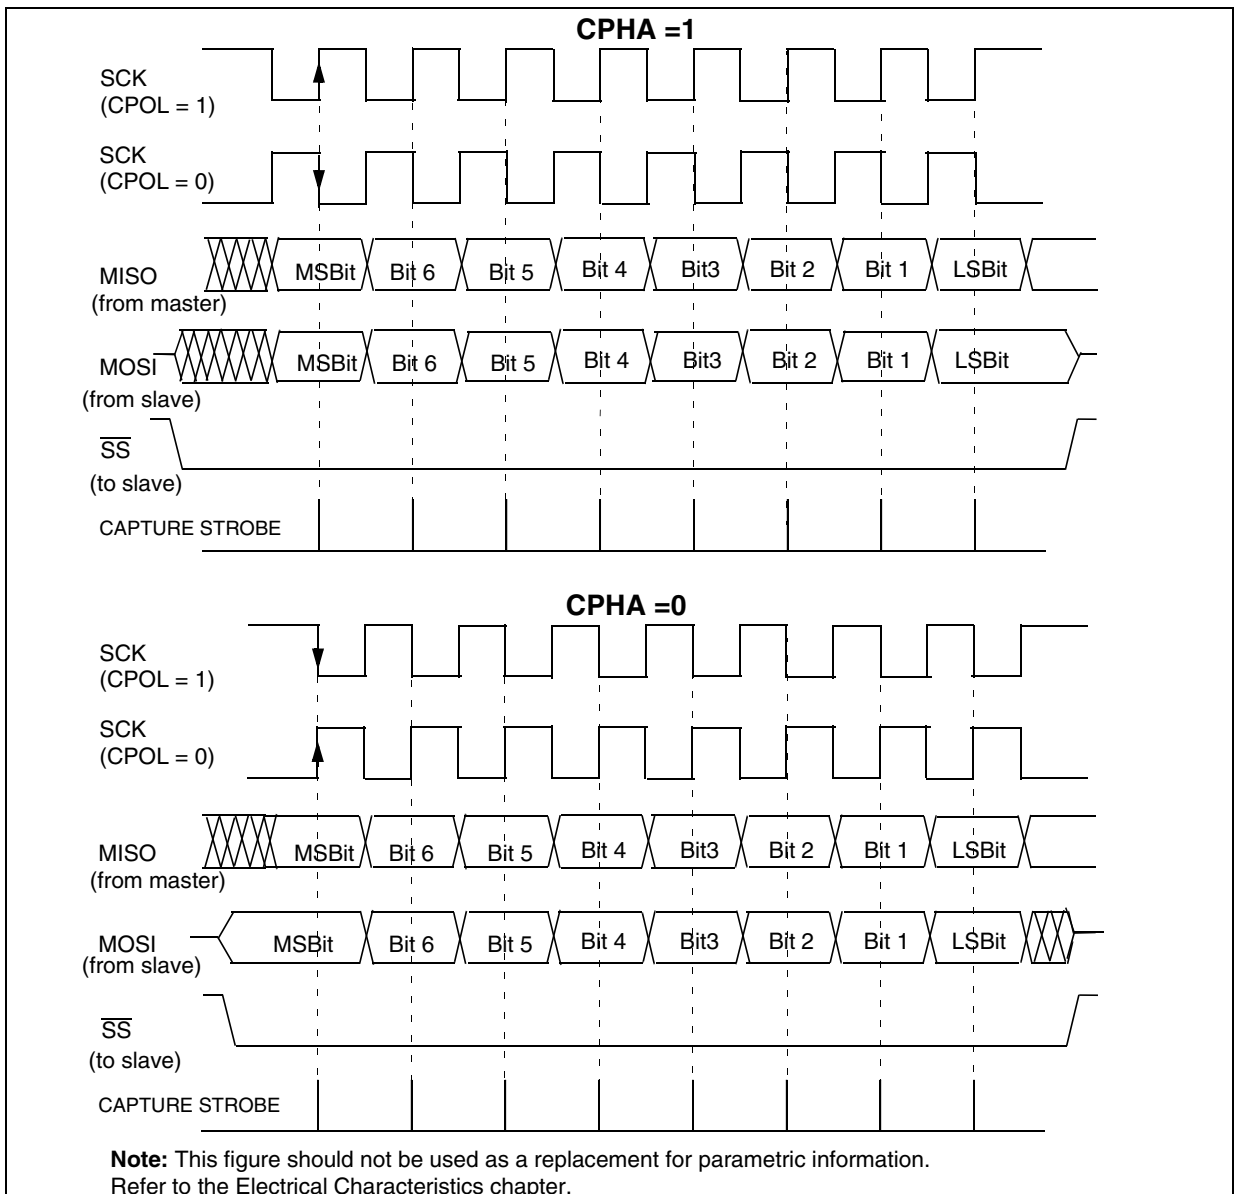 CPHA =1
SCK
(CPOL = 1)
SCK
(CPOL = 0)
MISO
(from master)
MSBit Bit 6 Bit 5 Bit 4 Bit3 Bit 2 Bit 1 LSBit
MOSI
(from slave)
MSBit Bit 6 Bit 5 Bit 4 Bit3 Bit 2 Bit 1 LSBit
SS
(to slave)
CAPTURE STROBE
CPHA =0
SCK
(CPOL = 1)
SCK
(CPOL = 0)
MISO
(from master)
MSBit Bit 6 Bit 5 Bit 4 Bit3 Bit 2 Bit 1 LSBit
MOSI
(from slave)
MSBit Bit 6 Bit 5 Bit 4 Bit3 Bit 2 Bit 1 LSBit
SS
(to slave)
CAPTURE STROBE
Note: This figure should not be used as a replacement for parametric information.
Refer to the Electrical Characteristics chapter.